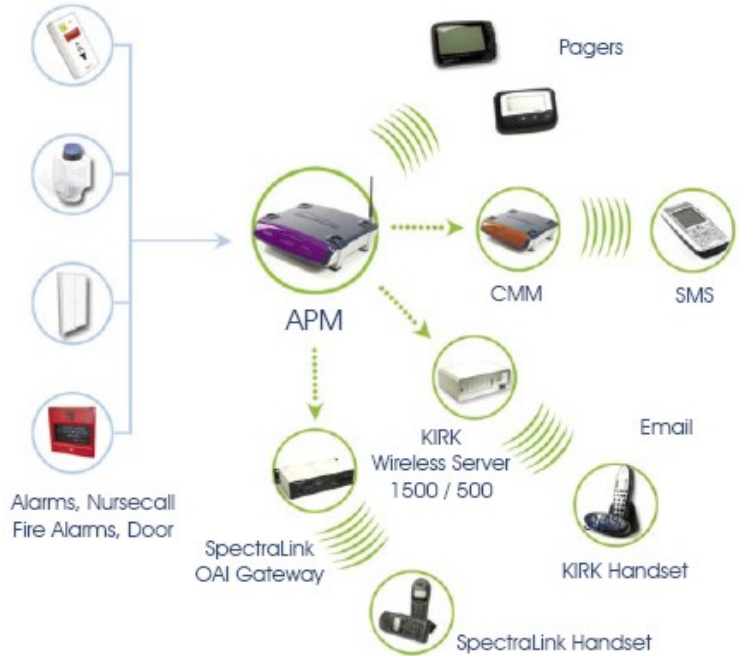 Pagers
APM
CMM
SMS
KIRK
Wireless Server
1500 / 500
Email
Alarms, Nursecall
Fire Alarms, Door
SpectraLink
OAI Gateway
KIRK Handset
SpectraLink Handset